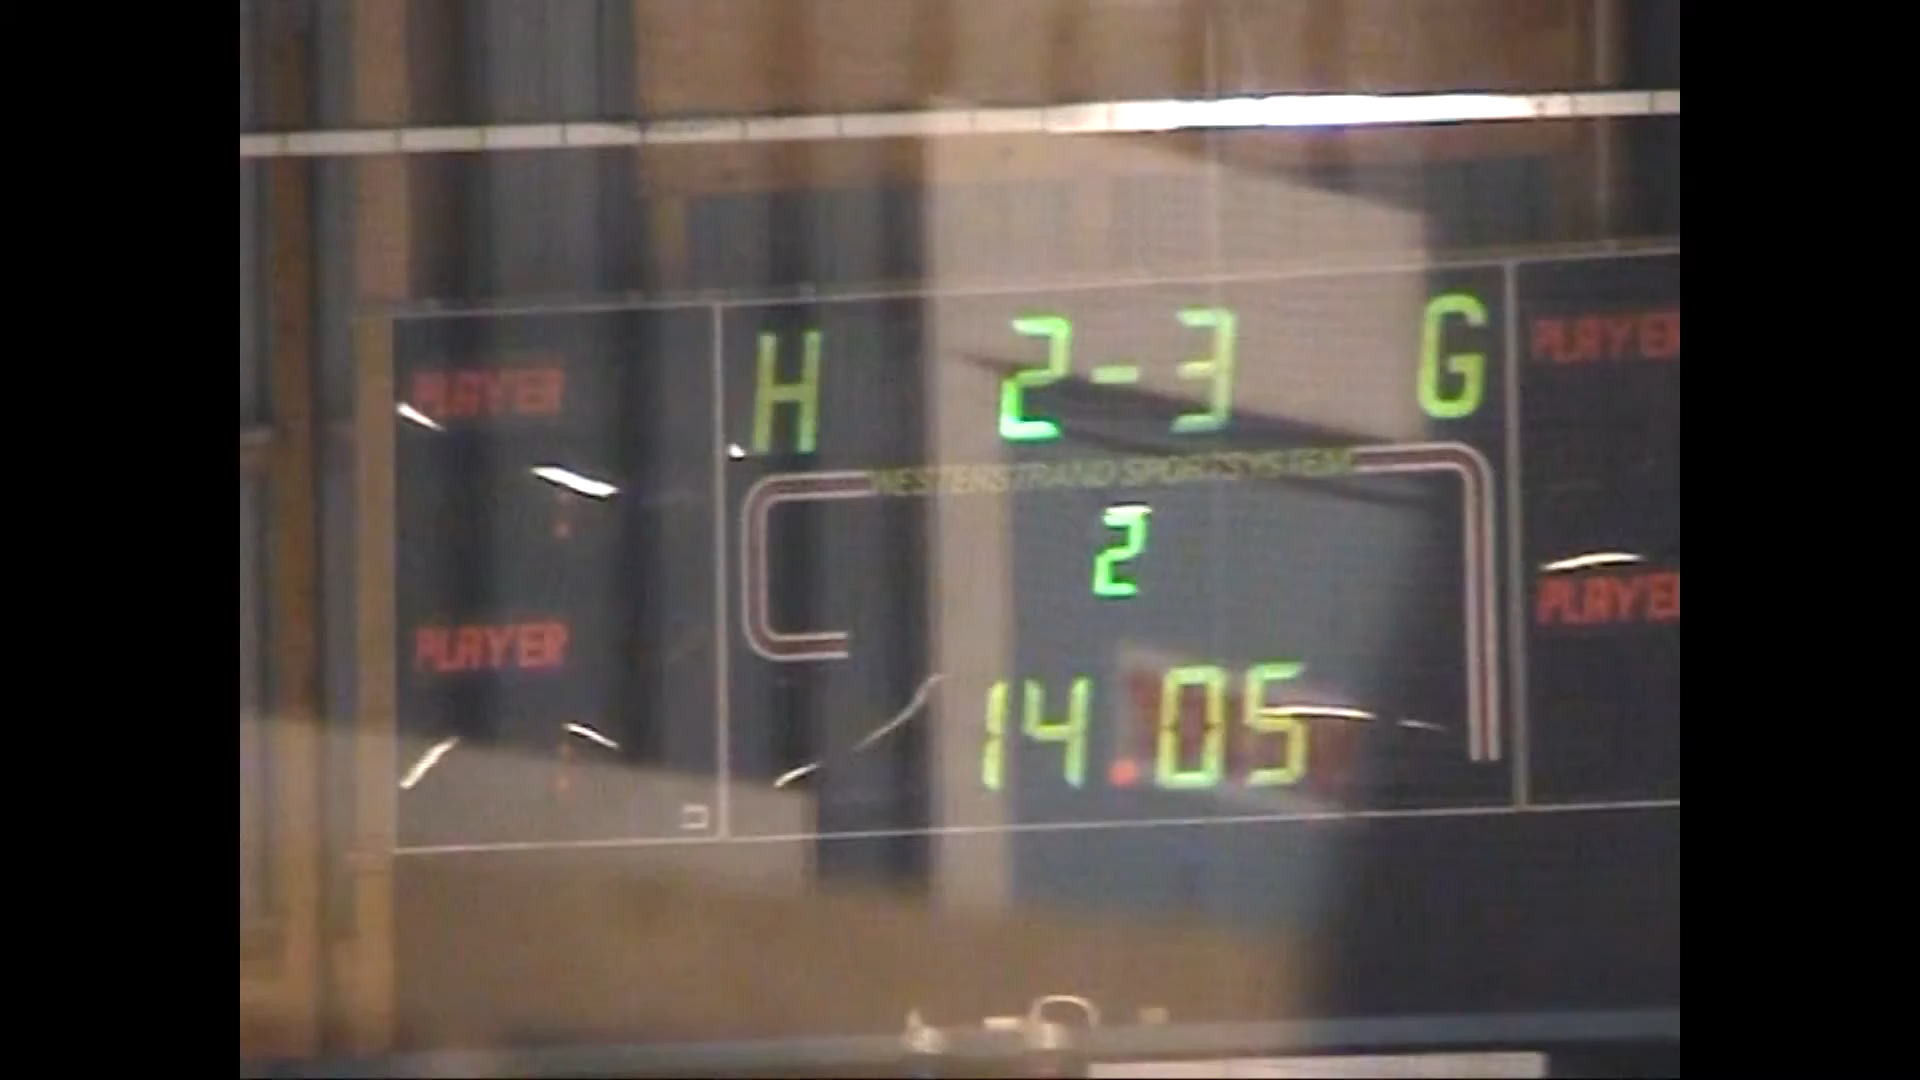 H 2-3 G
WESTERSTRAND SPORTSYSTEM
PLAYER
PLAYER
2
PLAYER
PLAYER
14.05